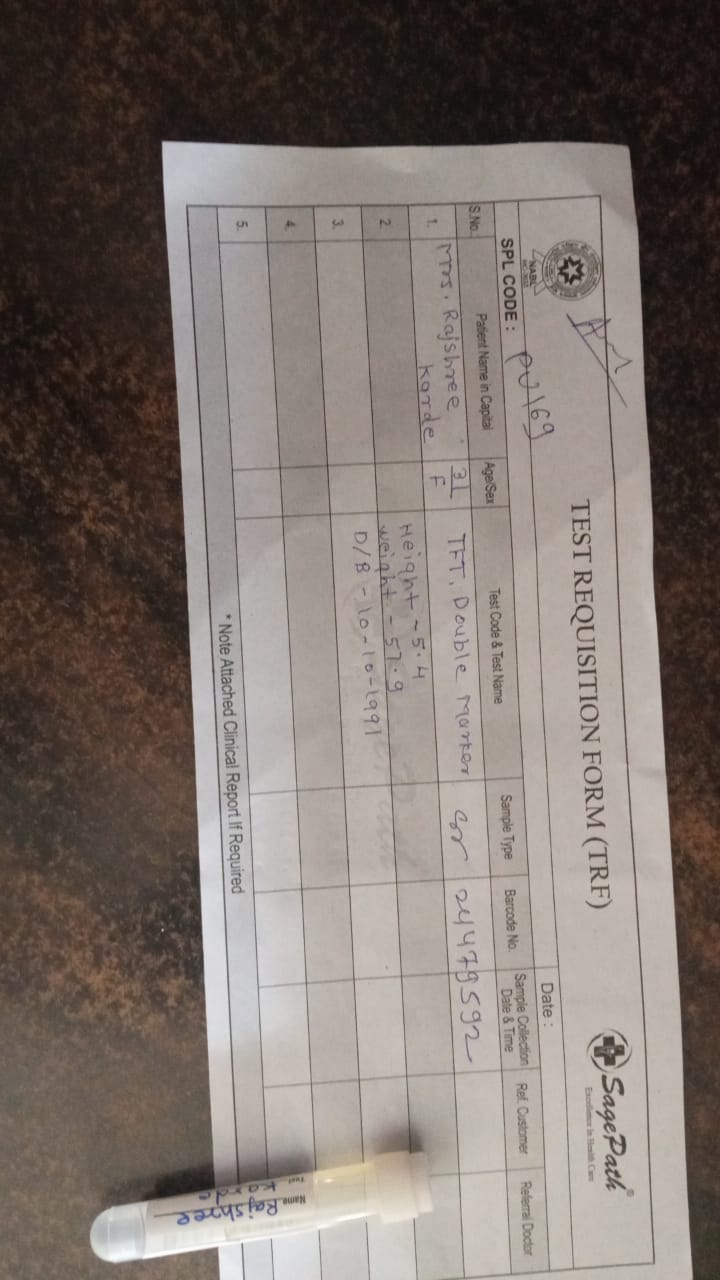 TEST REQUISITION FORM (TRF)
SagePath®
Excellence in Health Care
NABL
SPL CODE : PU169
Date :
S.No. Patient Name in Capital Age/Sex Test Code & Test Name Sample Type Barcode No. Sample Collection Date & Time Ref. Customer Referral Doctor
1. Mrs. Rajshree Karde 31/F TFT, Double Marker Sr 24479592
Height - 5.4
2. Weight - 57.9
D/B - 10-10-1991
3.
4.
5.
* Note Attached Clinical Report If Required
Name Rajshree
Test